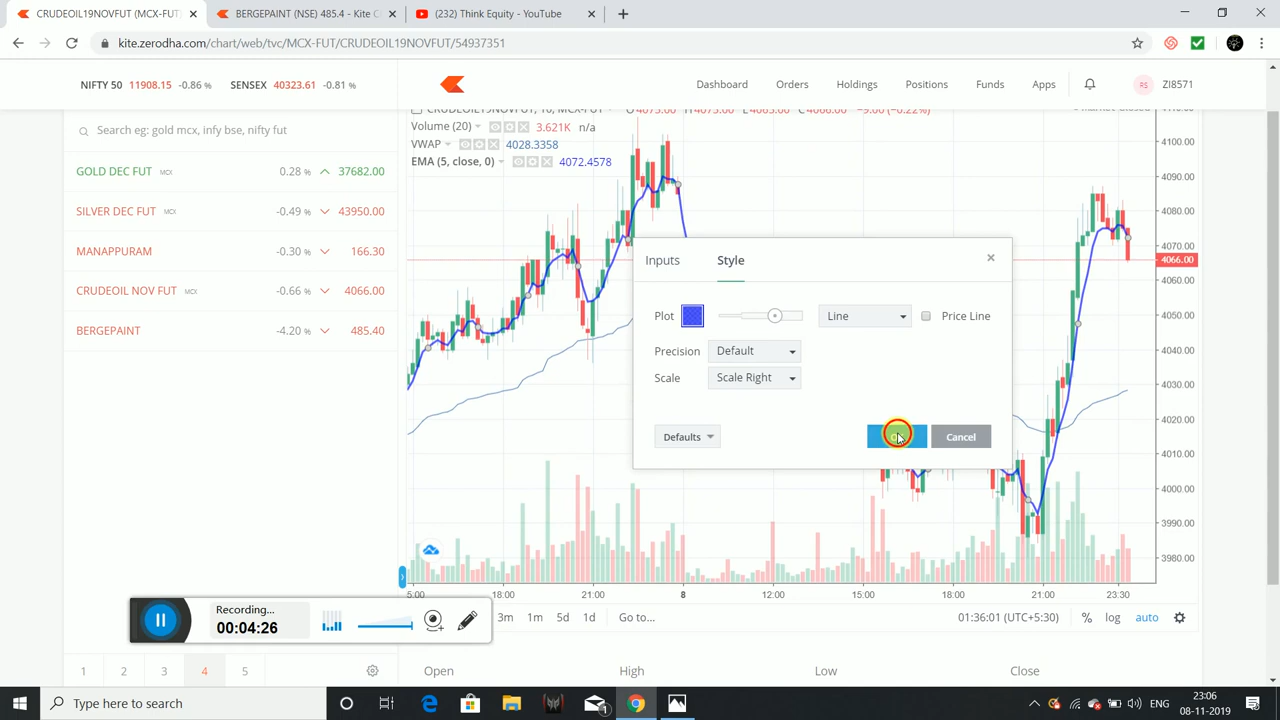 CRUDEOIL19NOVFUT (MCX-FUT)
BERGEPAINT (NSE) 485.4 - Kite C
(232) Think Equity - YouTube
kite.zerodha.com/chart/web/tvc/MCX-FUT/CRUDEOIL19NOVFUT/54937351
NIFTY 50 11908.15 -0.86 % SENSEX 40323.61 -0.81 %
Dashboard Orders Holdings Positions Funds Apps RS ZI8571
Search eg: gold mcx, infy bse, nifty fut
GOLD DEC FUT MCX 0.28 % 37682.00
SILVER DEC FUT MCX -0.49 % 43950.00
MANAPPURAM -0.30 % 166.30
CRUDEOIL NOV FUT MCX -0.66 % 4066.00
BERGEPAINT -4.20 % 485.40
Volume (20) 3.621K n/a
VWAP 4028.3358
EMA (5, close, 0) 4072.4578
4100.00
4090.00
4080.00
4070.00
4066.00
4060.00
4050.00
4040.00
4030.00
4020.00
4010.00
4000.00
3990.00
3980.00
Inputs Style
Plot Line Price Line
Precision Default
Scale Scale Right
Defaults Cancel
5:00 18:00 21:00 8 15:00 18:00 21:00 23:30
3m 1m 5d 1d Go to... 01:36:01 (UTC+5:30) % log auto
Recording...
00:04:26
1 2 3 4 5
Open High Low Close
Type here to search
1
ENG
23:06
08-11-2019